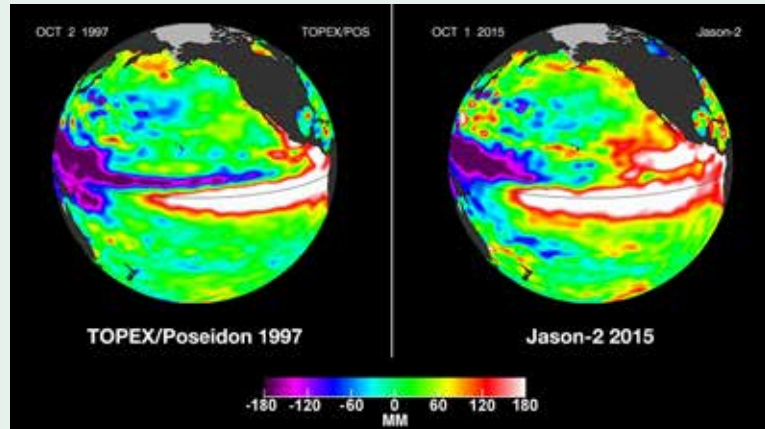 OCT 2 1997
TOPEX/POS
OCT 1 2015
Jason-2
TOPEX/Poseidon 1997
Jason-2 2015
-180 -120 -60 0 60 120 180
MM